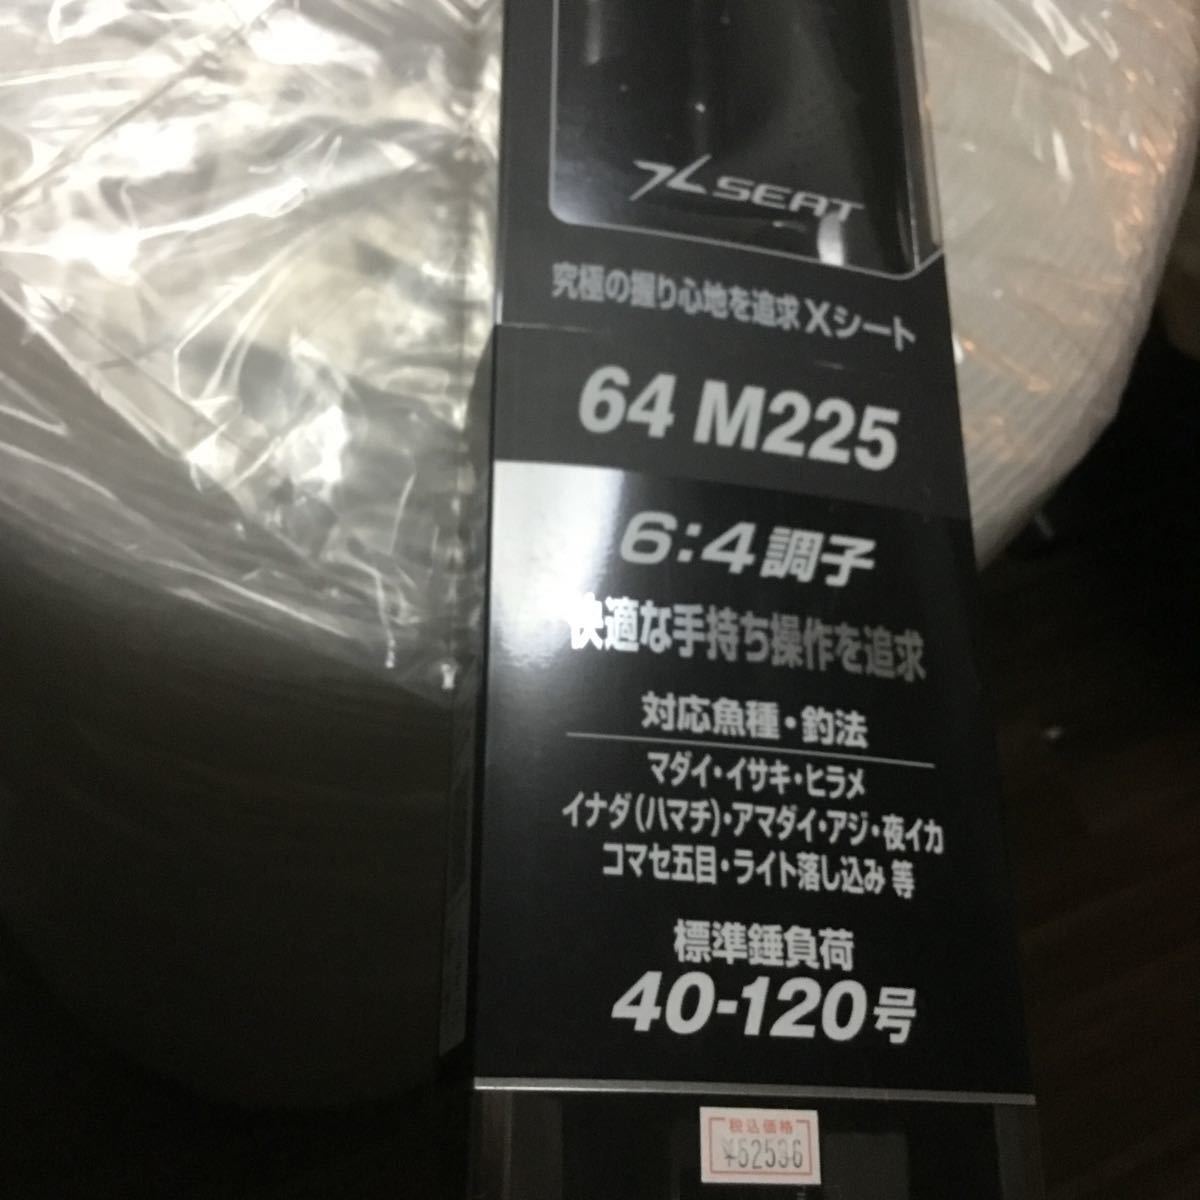 X SEAT
究極の握り心地を追求 Xシート
64 M225
6:4調子
快適な手持ち操作を追求
対応魚種・釣法
マダイ・イサキ・ヒラメ
イナダ(ハマチ)・アマダイ・アジ・夜イカ
コマセ五目・ライト落し込み 等
標準錘負荷
40-120号
税込価格
¥62536